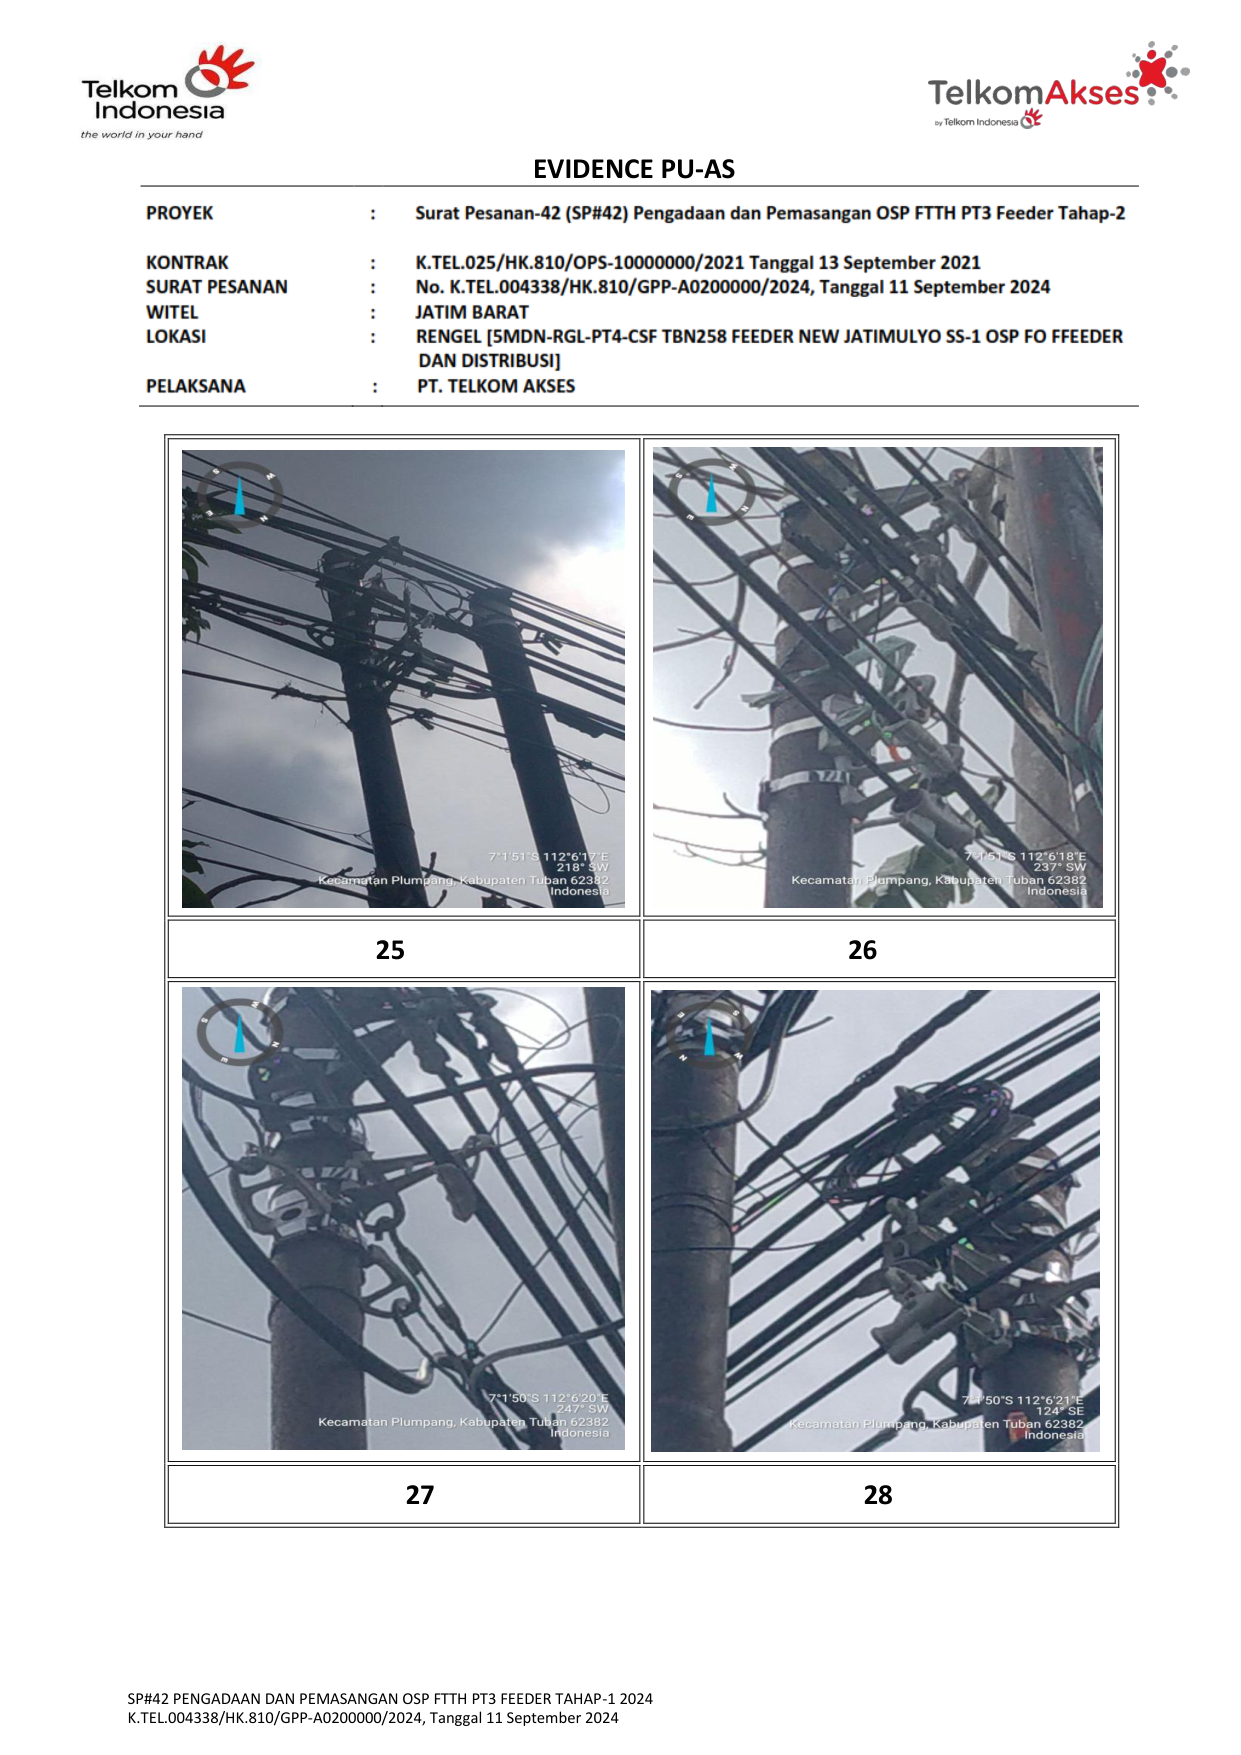 Telkom
Indonesia
the world in your hand
TelkomAkses
by Telkom Indonesia
EVIDENCE PU-AS
PROYEK : Surat Pesanan-42 (SP#42) Pengadaan dan Pemasangan OSP FTTH PT3 Feeder Tahap-2
KONTRAK : K.TEL.025/HK.810/OPS-10000000/2021 Tanggal 13 September 2021
SURAT PESANAN : No. K.TEL.004338/HK.810/GPP-A0200000/2024, Tanggal 11 September 2024
WITEL : JATIM BARAT
LOKASI : RENGEL [5MDN-RGL-PT4-CSF TBN258 FEEDER NEW JATIMULYO SS-1 OSP FO FFEEDER
DAN DISTRIBUSI]
PELAKSANA : PT. TELKOM AKSES
S W E N
7°1'51"S 112°6'17"E
218° SW
Kecamatan Plumpang, Kabupaten Tuban 62382
Indonesia
S W E N
7°1'51"S 112°6'18"E
237° SW
Kecamatan Plumpang, Kabupaten Tuban 62382
Indonesia
25
26
S W E N
7°1'50"S 112°6'20"E
247° SW
Kecamatan Plumpang, Kabupaten Tuban 62382
Indonesia
E S N W
7°1'50"S 112°6'21"E
124° SE
Kecamatan Plumpang, Kabupaten Tuban 62382
Indonesia
27
28
SP#42 PENGADAAN DAN PEMASANGAN OSP FTTH PT3 FEEDER TAHAP-1 2024
K.TEL.004338/HK.810/GPP-A0200000/2024, Tanggal 11 September 2024